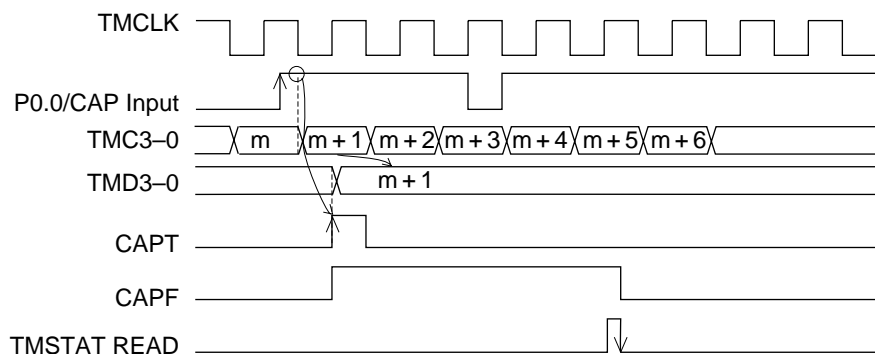 TMCLK
P0.0/CAP Input
TMC3–0 m m + 1 m + 2 m + 3 m + 4 m + 5 m + 6
TMD3–0 m + 1
CAPT
CAPF
TMSTAT READ